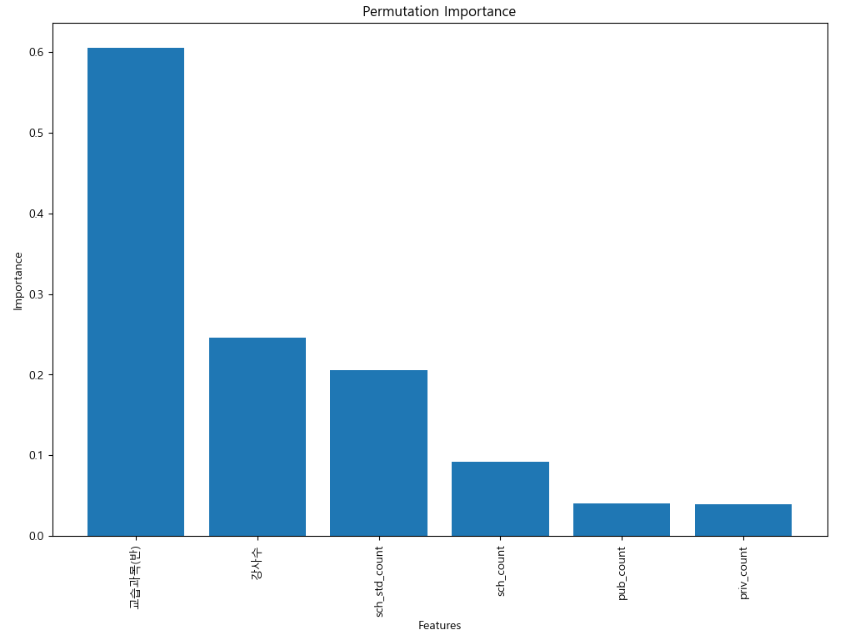 Permutation Importance
Importance
0.6
0.5
0.4
0.3
0.2
0.1
0.0
교습과목(반)
강사수
sch_std_count
sch_count
pub_count
priv_count
Features